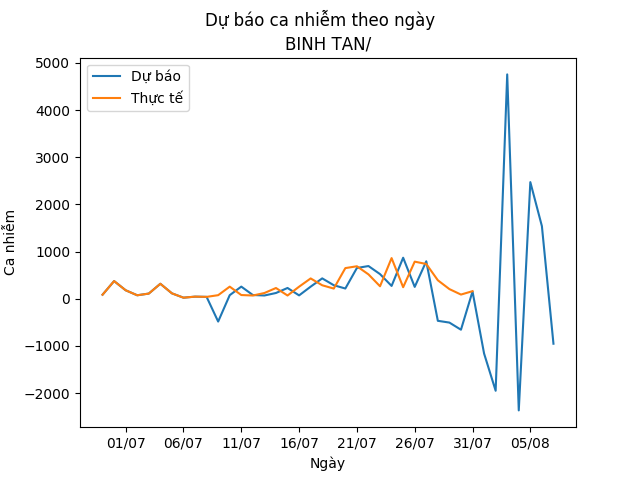 Dự báo ca nhiễm theo ngày
BINH TAN/
Dự báo
Thực tế
Ca nhiễm
5000
4000
3000
2000
1000
0
−1000
−2000
01/07 06/07 11/07 16/07 21/07 26/07 31/07 05/08
Ngày